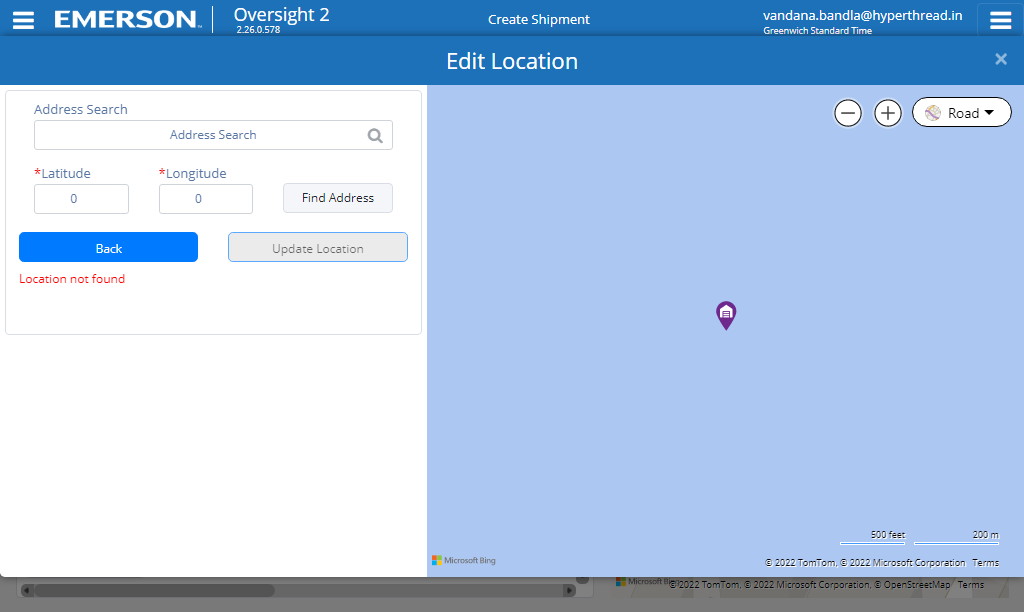 EMERSON™
Oversight 2
2.26.0.578
Create Shipment
vandana.bandla@hyperthread.in
Greenwich Standard Time
Edit Location
×
Address Search
Address Search
*Latitude
*Longitude
0
0
Find Address
Back
Update Location
Location not found
Road
500 feet
200 m
Microsoft Bing
© 2022 TomTom, © 2022 Microsoft Corporation Terms
Microsoft Bi
© 2022 TomTom, © 2022 Microsoft Corporation, © OpenStreetMap Terms